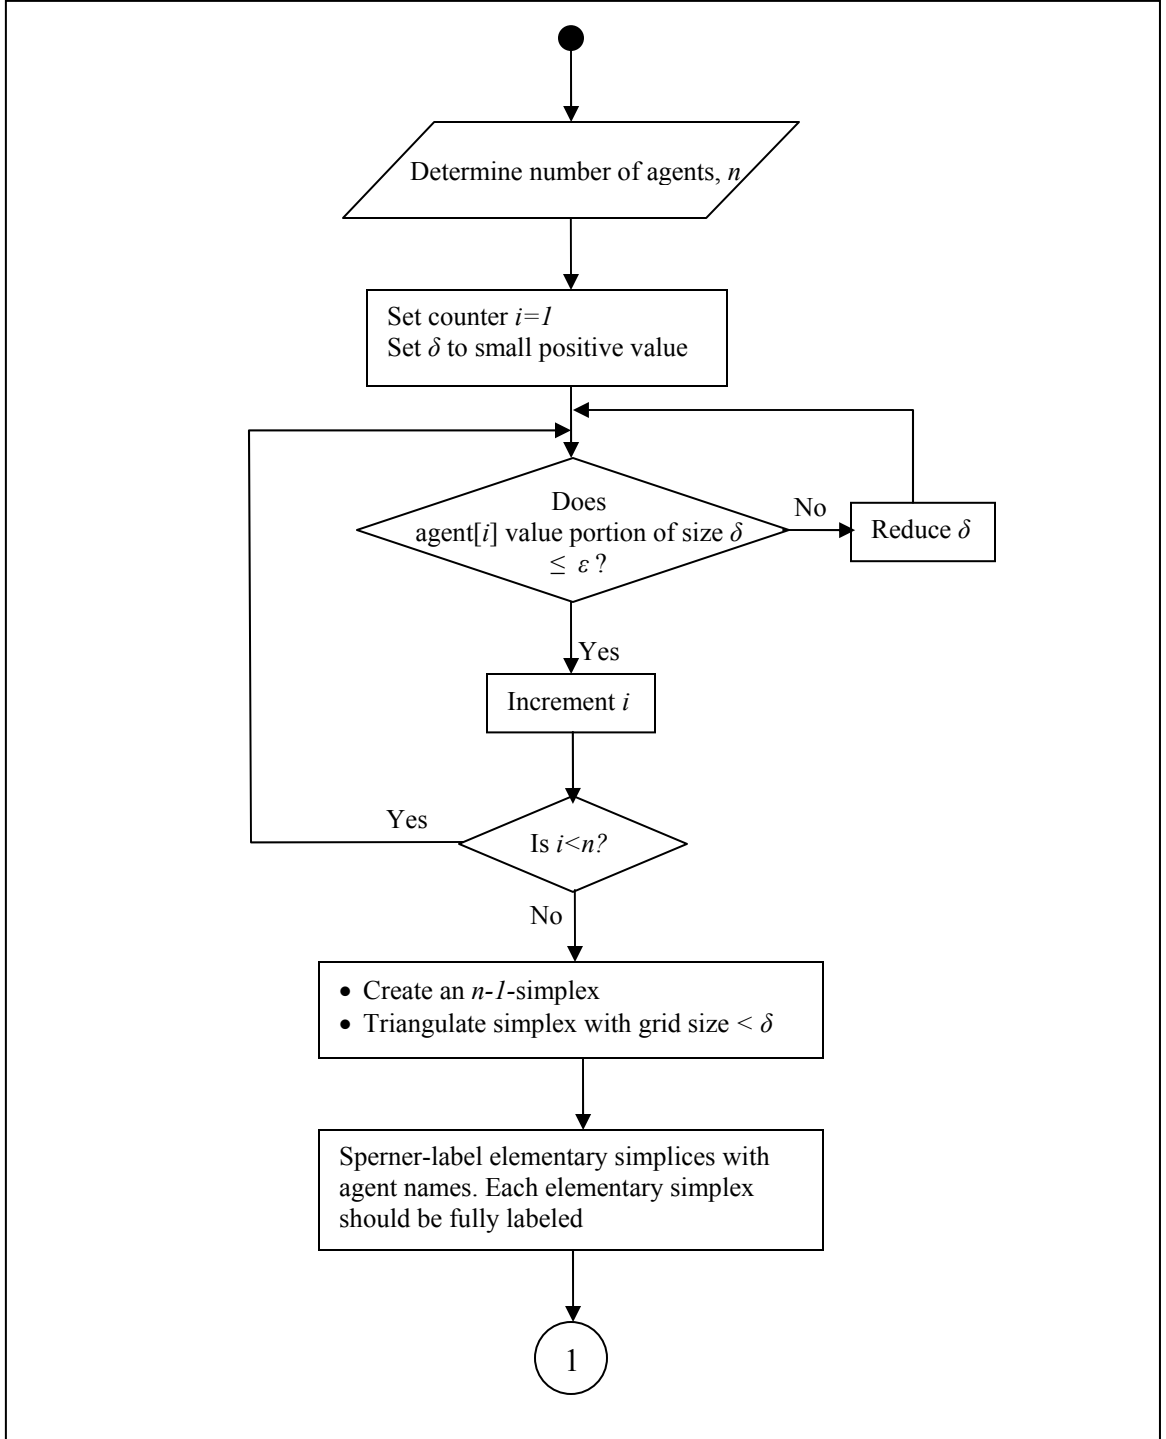 Determine number of agents, n
Set counter i=1
Set δ to small positive value
Does
agent[i] value portion of size δ
≤ ε ?
No
Reduce δ
Yes
Increment i
Yes
Is i<n?
No
• Create an n-1-simplex
• Triangulate simplex with grid size < δ
Sperner-label elementary simplices with
agent names. Each elementary simplex
should be fully labeled
1